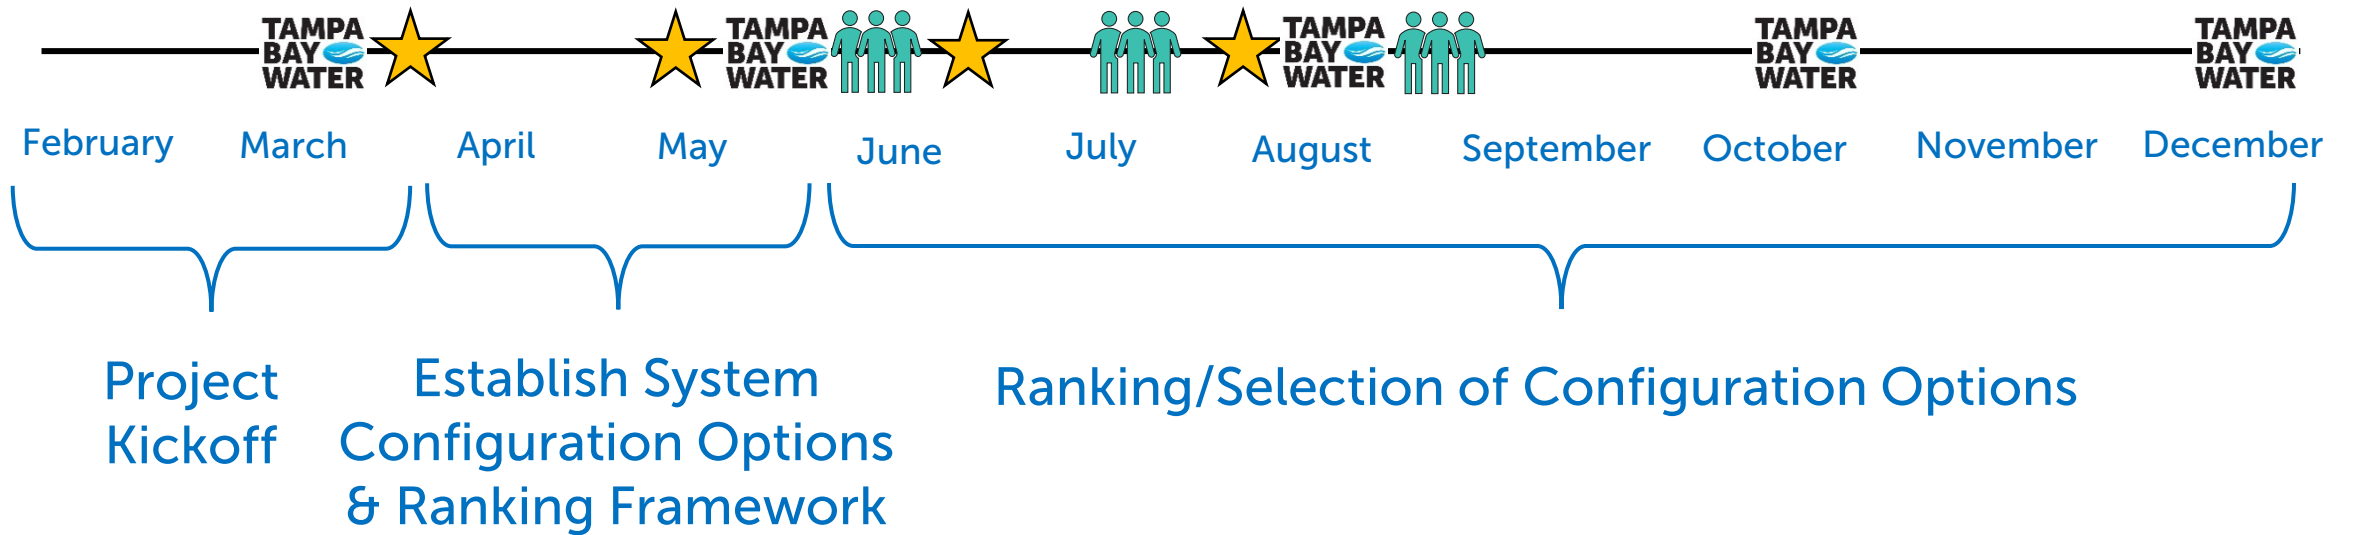 TAMPA
BAY
WATER
TAMPA
BAY
WATER
TAMPA
BAY
WATER
TAMPA
BAY
WATER
TAMPA
BAY
WATER
February March April May June July August September October November December
Project
Kickoff
Establish System
Configuration Options
& Ranking Framework
Ranking/Selection of Configuration Options